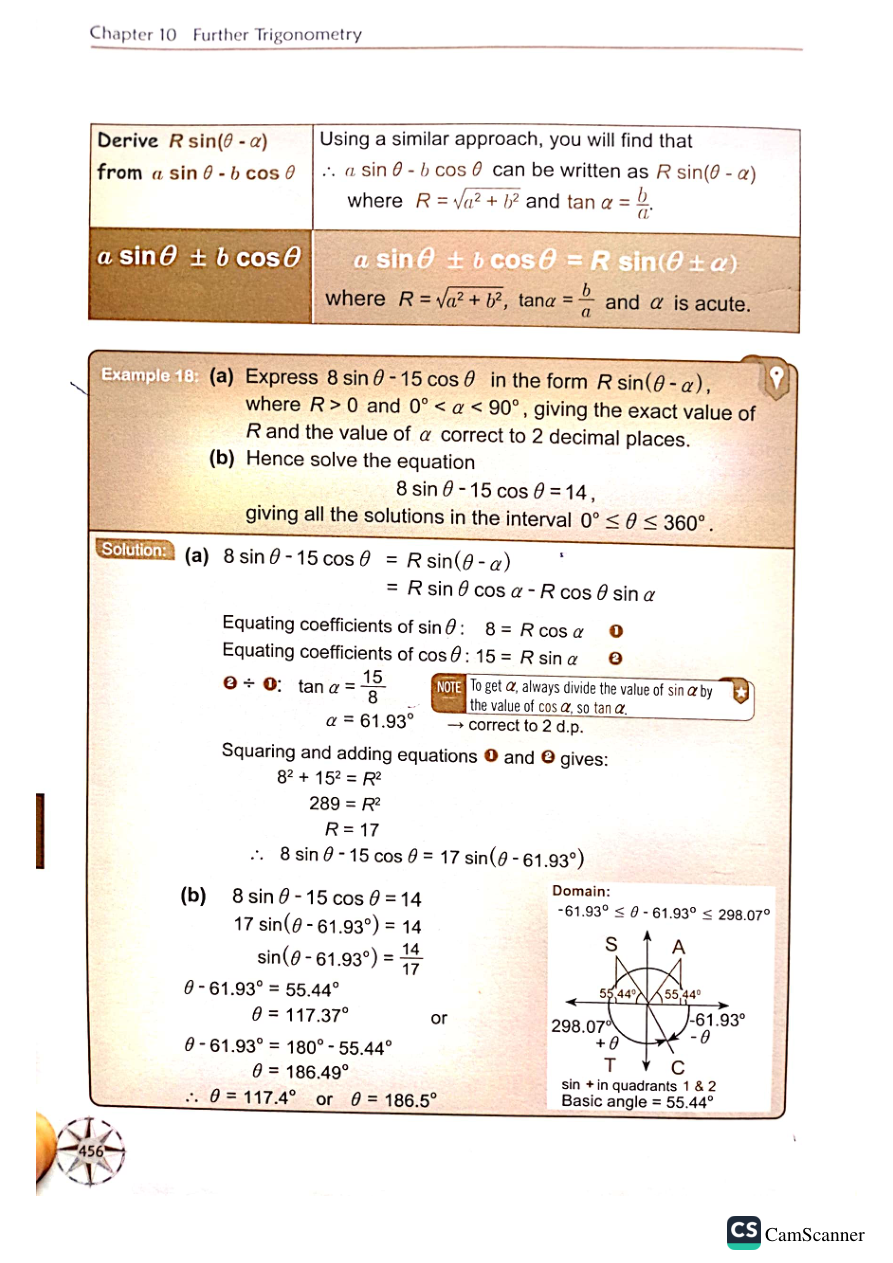 Chapter 10 Further Trigonometry
Derive R sin(θ - α)
from a sin θ - b cos θ
Using a similar approach, you will find that
∴ a sin θ - b cos θ can be written as R sin(θ - α)
where R = √(a² + b²) and tan α = b/a.
a sinθ ± b cosθ
a sinθ ± b cosθ = R sin(θ ± α)
where R = √(a² + b²), tanα = b/a and α is acute.
Example 18: (a) Express 8 sin θ - 15 cos θ in the form R sin(θ - α),
where R > 0 and 0° < α < 90°, giving the exact value of
R and the value of α correct to 2 decimal places.
(b) Hence solve the equation
8 sin θ - 15 cos θ = 14,
giving all the solutions in the interval 0° ≤ θ ≤ 360°.
Solution: (a) 8 sin θ - 15 cos θ = R sin(θ - α)
= R sin θ cos α - R cos θ sin α
Equating coefficients of sin θ: 8 = R cos α ❶
Equating coefficients of cos θ: 15 = R sin α ❷
❷ ÷ ❶: tan α = 15/8
NOTE To get α, always divide the value of sin α by
the value of cos α, so tan α.
α = 61.93° → correct to 2 d.p.
Squaring and adding equations ❶ and ❷ gives:
8² + 15² = R²
289 = R²
R = 17
∴ 8 sin θ - 15 cos θ = 17 sin(θ - 61.93°)
(b) 8 sin θ - 15 cos θ = 14
17 sin(θ - 61.93°) = 14
sin(θ - 61.93°) = 14/17
θ - 61.93° = 55.44°
θ = 117.37° or
θ - 61.93° = 180° - 55.44°
θ = 186.49°
∴ θ = 117.4° or θ = 186.5°
Domain:
-61.93° ≤ θ - 61.93° ≤ 298.07°
S A
55.44° 55.44°
298.07° -61.93°
+ θ - θ
T C
sin + in quadrants 1 & 2
Basic angle = 55.44°
456
CS CamScanner